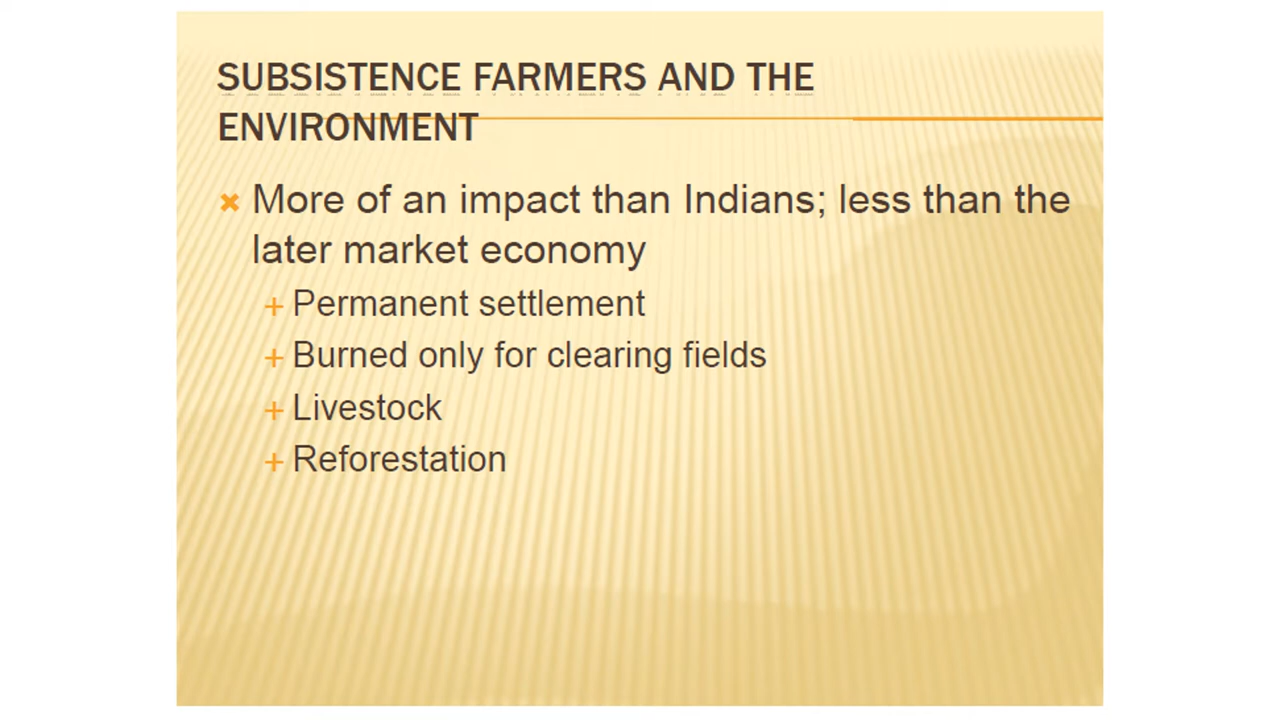 SUBSISTENCE FARMERS AND THE
ENVIRONMENT
More of an impact than Indians; less than the
later market economy
Permanent settlement
Burned only for clearing fields
Livestock
Reforestation